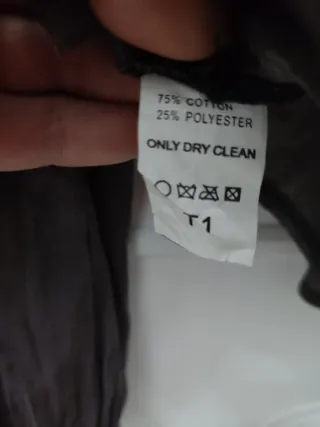 75% COTTON
25% POLYESTER
ONLY DRY CLEAN
T1